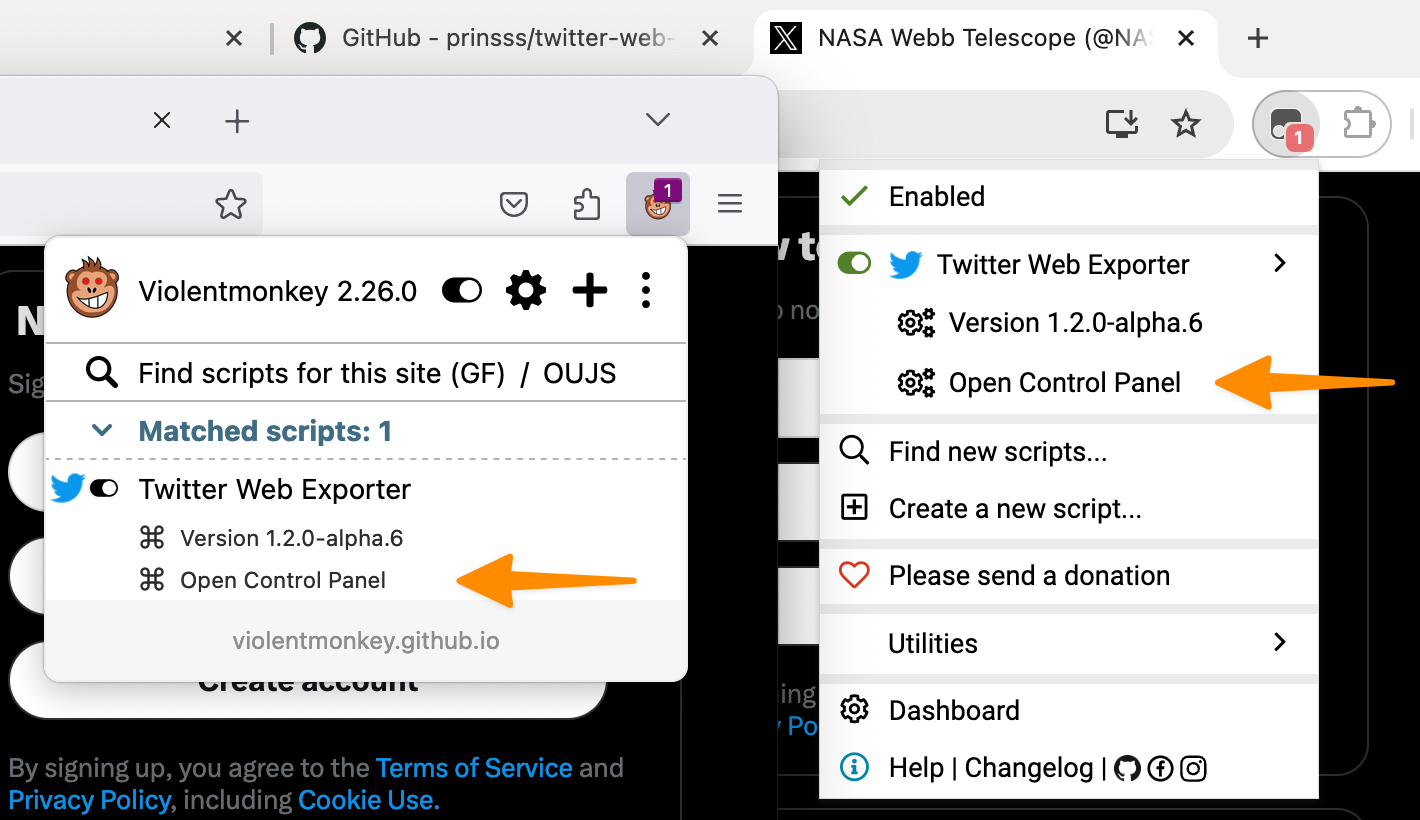 GitHub - prinsss/twitter-web-
NASA Webb Telescope (@NAS
1
1
Violentmonkey 2.26.0
Find scripts for this site (GF) / OUJS
Matched scripts: 1
Twitter Web Exporter
Version 1.2.0-alpha.6
Open Control Panel
violentmonkey.github.io
Create account
By signing up, you agree to the Terms of Service and
Privacy Policy, including Cookie Use.
Enabled
Twitter Web Exporter
Version 1.2.0-alpha.6
Open Control Panel
Find new scripts...
Create a new script...
Please send a donation
Utilities
Dashboard
Help | Changelog |